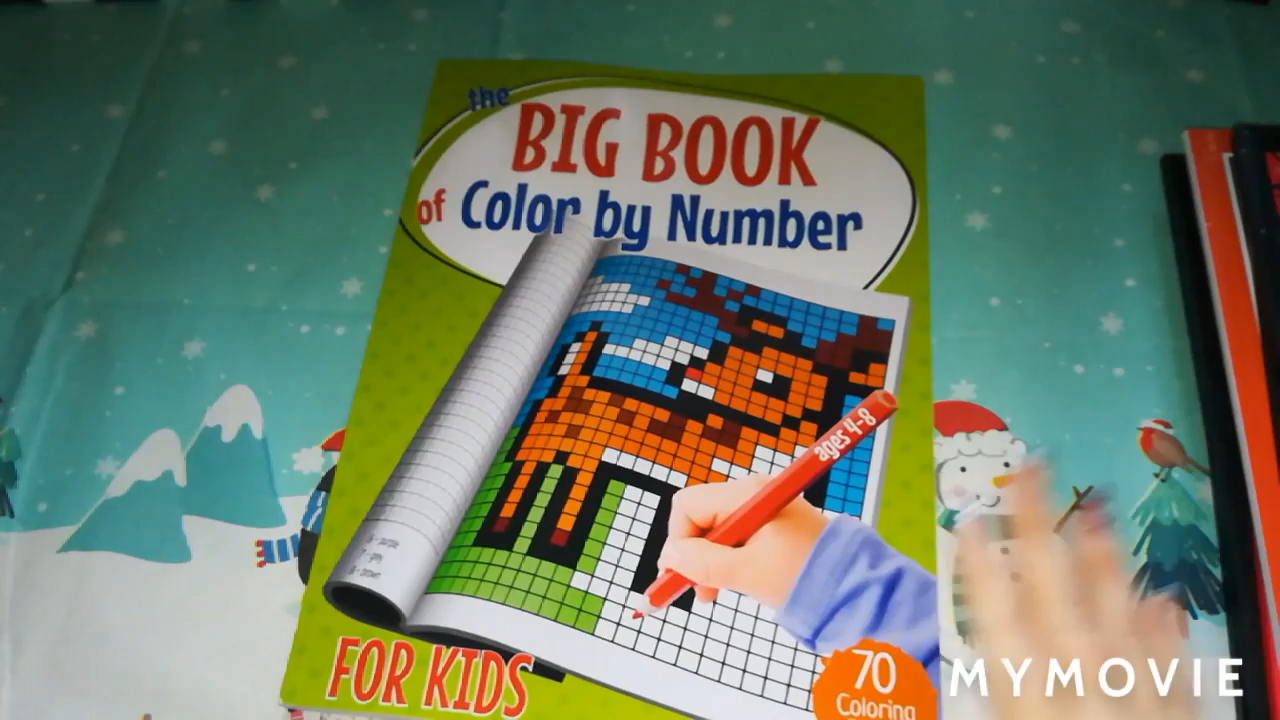 the
BIG BOOK
of Color by Number
ages 4-8
FOR KIDS
70
Coloring
MYMOVIE